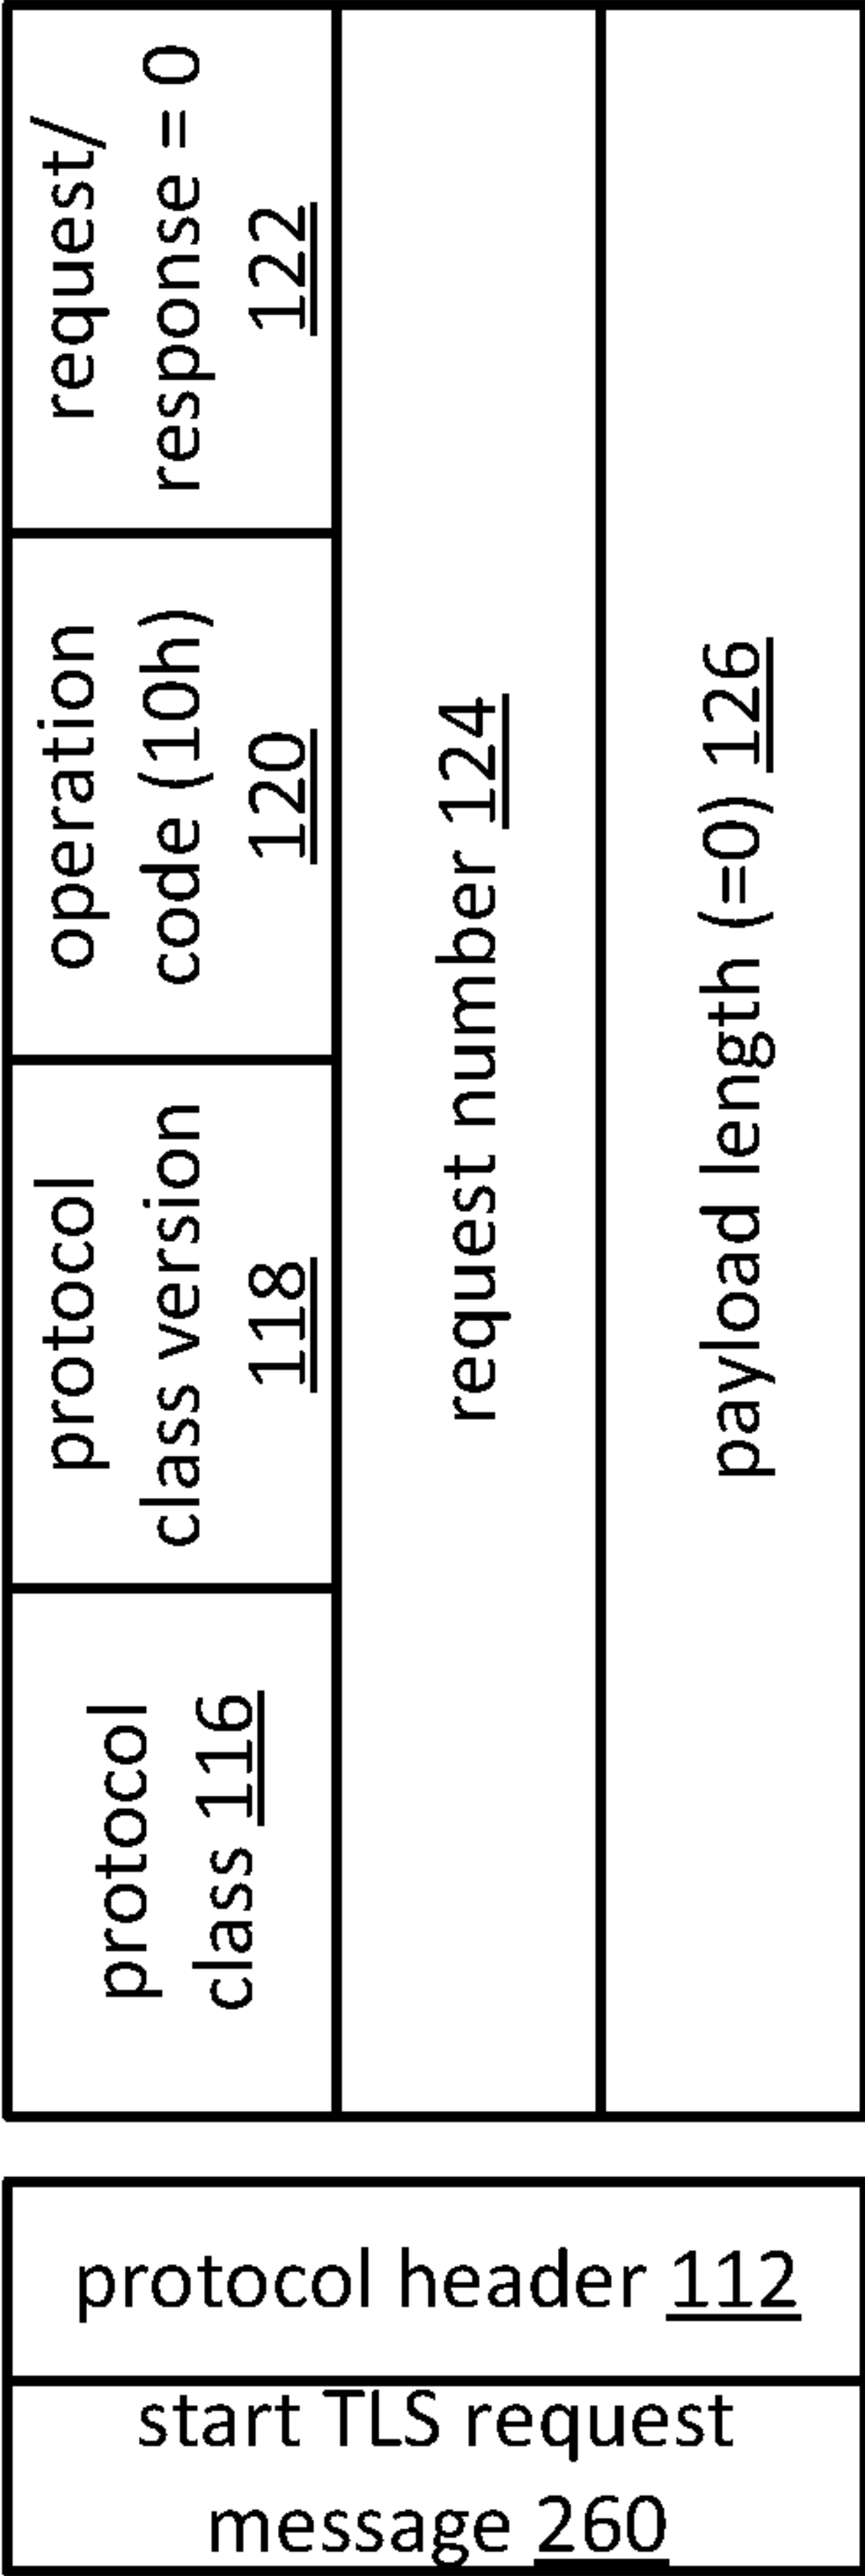 protocol
class 116
protocol
class version
118
operation
code (10h)
120
request/
response = 0
122
request number 124
payload length (=0) 126
protocol header 112
start TLS request
message 260